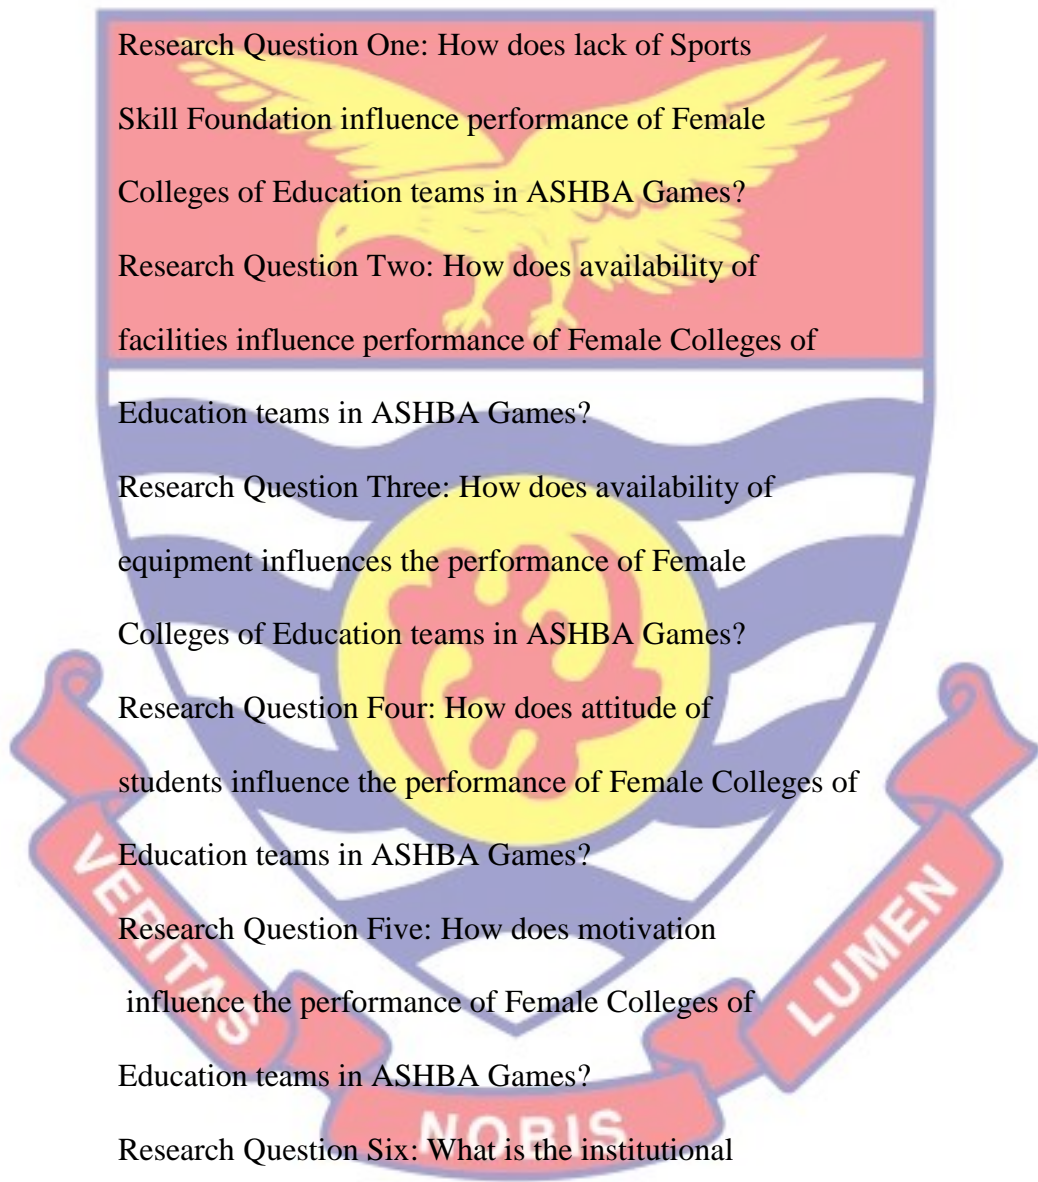 Research Question One: How does lack of Sports
Skill Foundation influence performance of Female
Colleges of Education teams in ASHBA Games?
Research Question Two: How does availability of
facilities influence performance of Female Colleges of
Education teams in ASHBA Games?
Research Question Three: How does availability of
equipment influences the performance of Female
Colleges of Education teams in ASHBA Games?
Research Question Four: How does attitude of
students influence the performance of Female Colleges of
Education teams in ASHBA Games?
Research Question Five: How does motivation
influence the performance of Female Colleges of
Education teams in ASHBA Games?
Research Question Six: What is the institutional
VERITAS
NOBIS
LUMEN